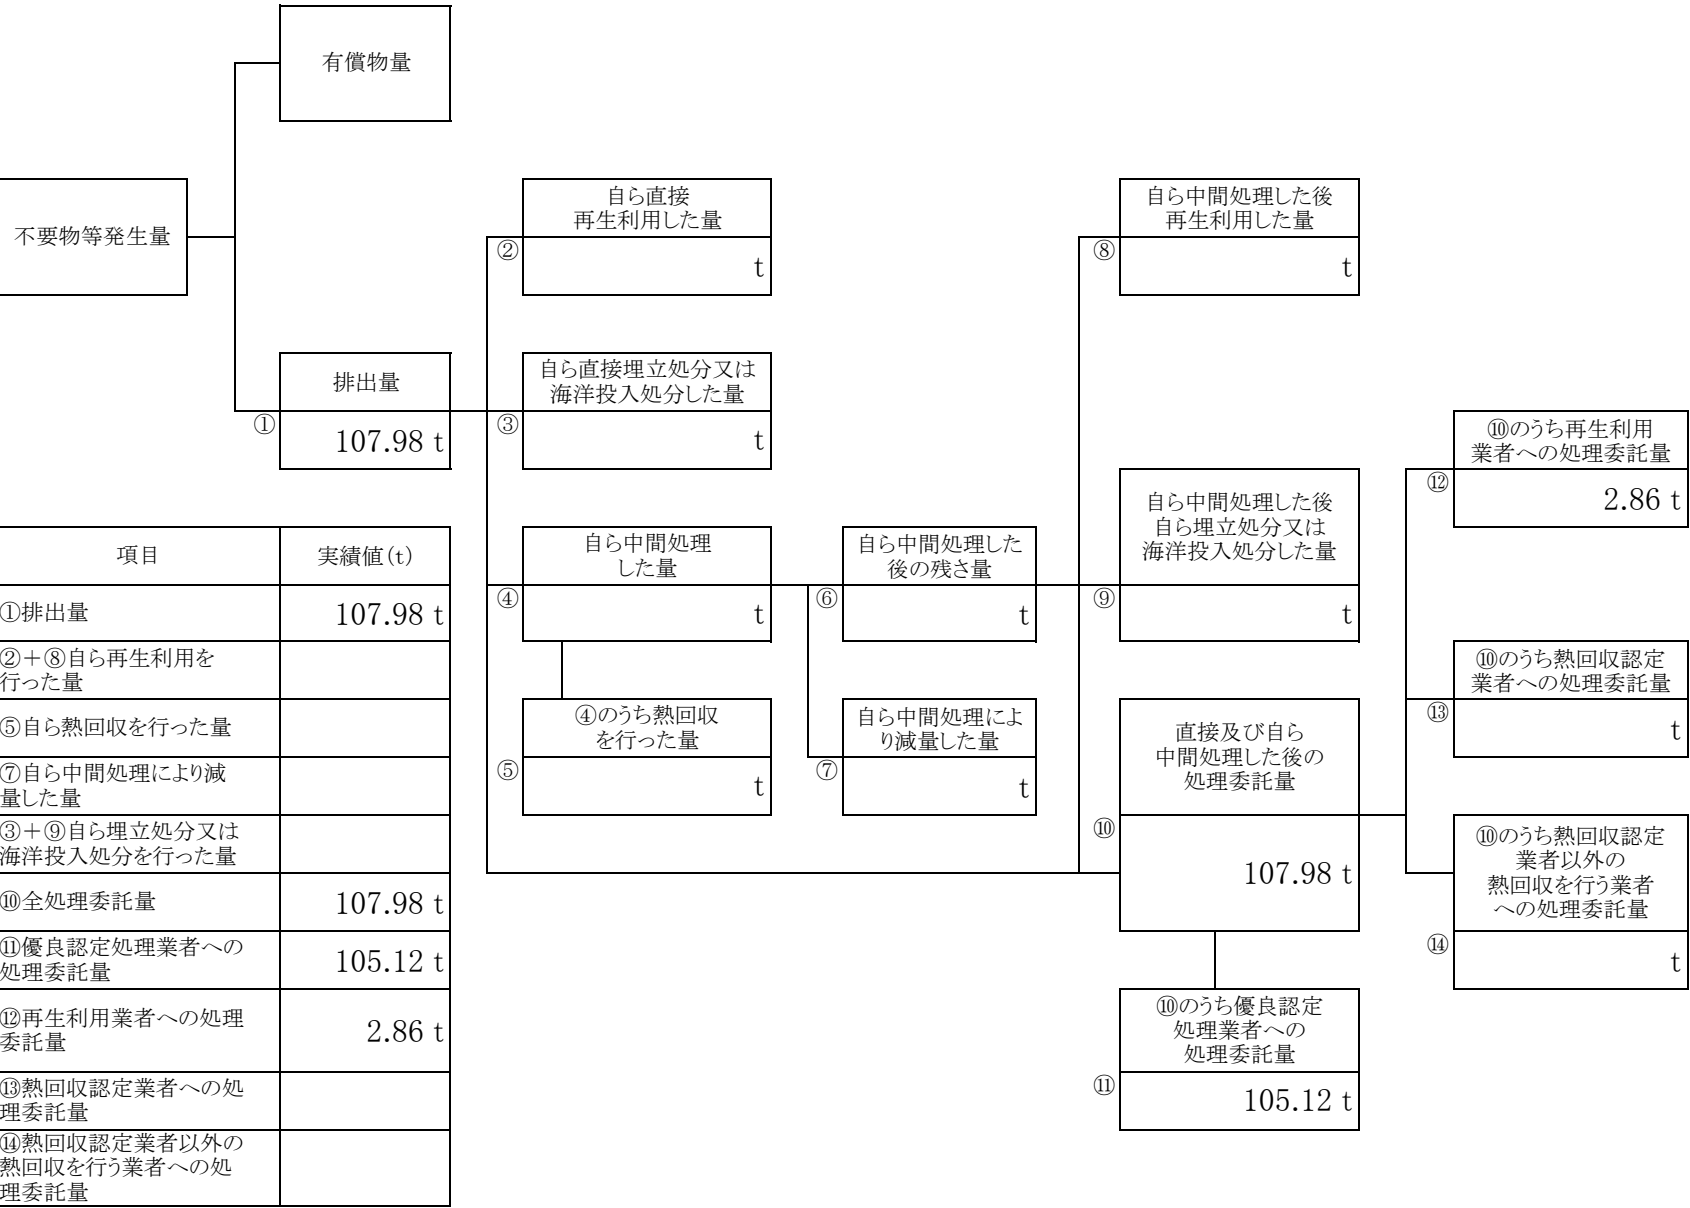 有償物量
不要物等発生量
自ら直接
再生利用した量
②
t
自ら中間処理した後
再生利用した量
⑧
t
排出量
①
107.98 t
自ら直接埋立処分又は
海洋投入処分した量
③
t
⑩のうち再生利用
業者への処理委託量
⑫
2.86 t
自ら中間処理した後
自ら埋立処分又は
海洋投入処分した量
⑨
t
自ら中間処理
した量
④
t
自ら中間処理した
後の残さ量
⑥
t
⑩のうち熱回収認定
業者への処理委託量
⑬
t
④のうち熱回収
を行った量
⑤
t
自ら中間処理によ
り減量した量
⑦
t
直接及び自ら
中間処理した後の
処理委託量
⑩
107.98 t
⑩のうち熱回収認定
業者以外の
熱回収を行う業者
への処理委託量
⑭
t
⑩のうち優良認定
処理業者への
処理委託量
⑪
105.12 t
項目
実績値(t)
①排出量
107.98 t
②+⑧自ら再生利用を
行った量
⑤自ら熱回収を行った量
⑦自ら中間処理により減
量した量
③+⑨自ら埋立処分又は
海洋投入処分を行った量
⑩全処理委託量
107.98 t
⑪優良認定処理業者への
処理委託量
105.12 t
⑫再生利用業者への処理
委託量
2.86 t
⑬熱回収認定業者への処
理委託量
⑭熱回収認定業者以外の
熱回収を行う業者への処
理委託量